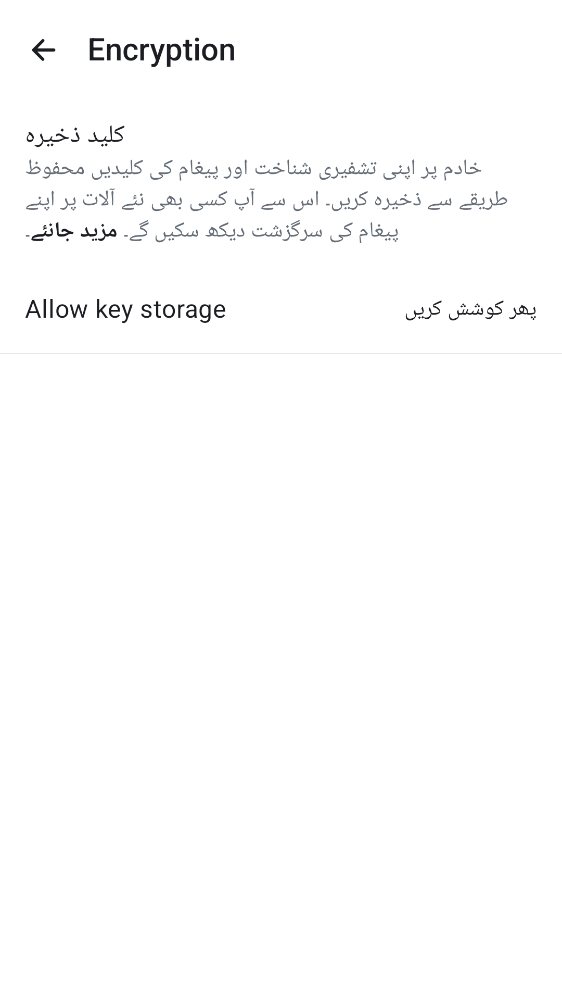 Encryption
کلید ذخیرہ
خادم پر اپنی تشفیری شناخت اور پیغام کی کلیدیں محفوظ
طریقے سے ذخیرہ کریں۔ اس سے آپ کسی بھی نئے آلات پر اپنے
پیغام کی سرگزشت دیکھ سکیں گے۔ مزید جانئے۔
Allow key storage
پھر کوشش کریں